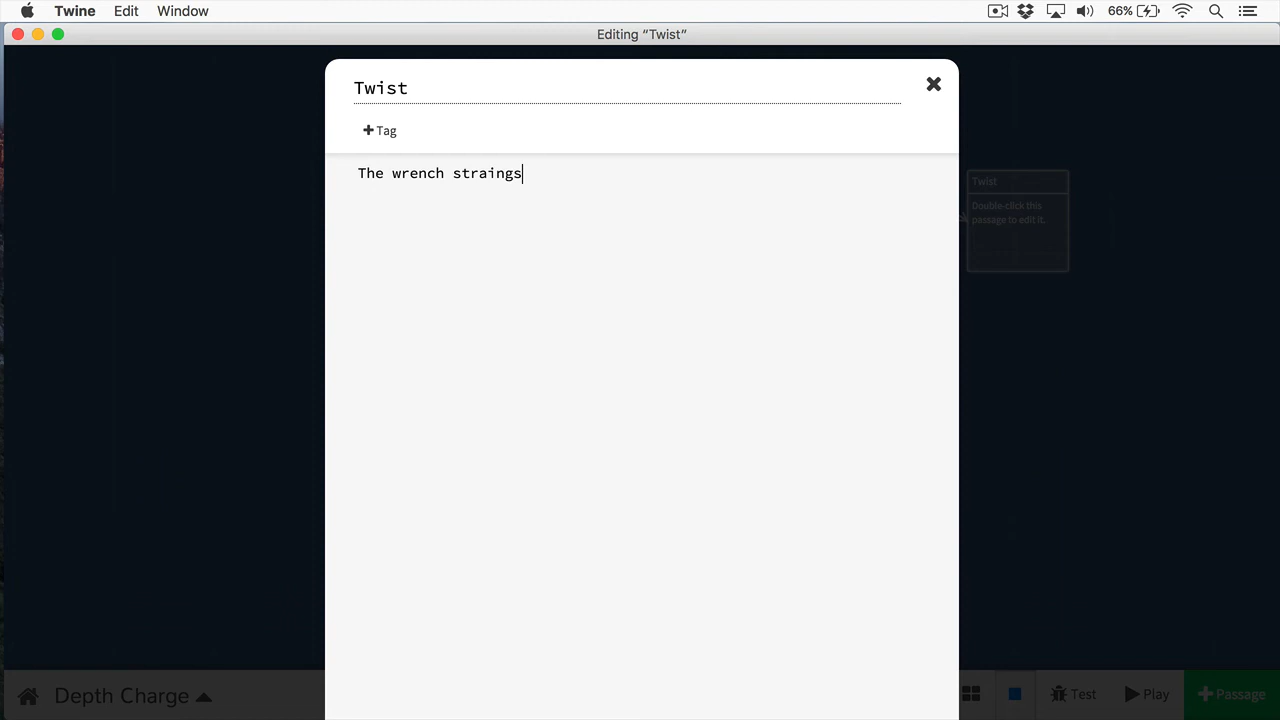 Twine Edit Window 66%
Editing “Twist”
Twist
+ Tag
The wrench straings
Twist
Double-click this
passage to edit it.
Depth Charge Test Play + Passage